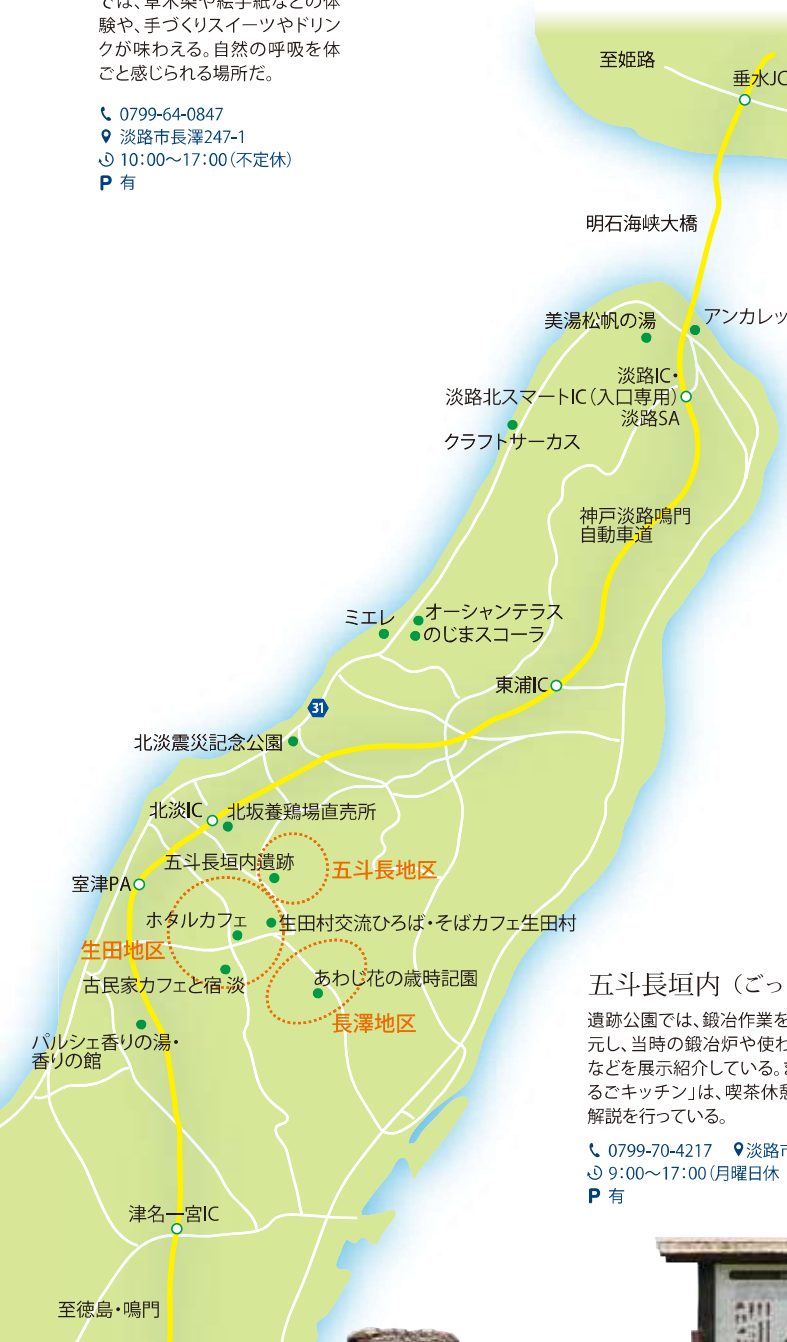 では、草木染や絵手紙などの体
験や、手づくりスイーツやドリン
クが味わえる。自然の呼吸を体
ごと感じられる場所だ。
0799-64-0847
淡路市長澤247-1
10:00〜17:00(不定休)
P 有
至姫路
垂水JC
明石海峡大橋
美湯松帆の湯
アンカレッ
淡路IC・
淡路北スマートIC(入口専用)
淡路SA
クラフトサーカス
神戸淡路鳴門
自動車道
ミエレ
オーシャンテラス
のじまスコーラ
東浦IC
31
北淡震災記念公園
北淡IC
北坂養鶏場直売所
五斗長垣内遺跡
五斗長地区
室津PA
ホタルカフェ
生田村交流ひろば・そばカフェ生田村
生田地区
古民家カフェと宿 淡
あわじ花の歳時記園
長澤地区
パルシェ香りの湯・
香りの館
津名一宮IC
至徳島・鳴門
五斗長垣内(ごっ
遺跡公園では、鍛冶作業を
元し、当時の鍛冶炉や使わ
などを展示紹介している。
るごキッチン」は、喫茶休憩
解説を行っている。
0799-70-4217 淡路市
9:00〜17:00(月曜日休
P 有